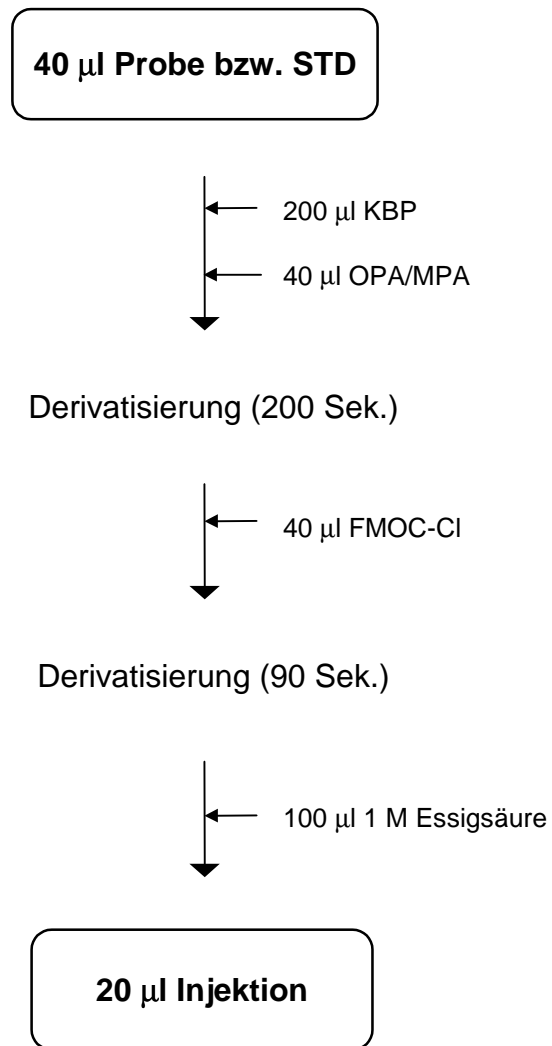 40 μl Probe bzw. STD
200 μl KBP
40 μl OPA/MPA
Derivatisierung (200 Sek.)
40 μl FMOC-Cl
Derivatisierung (90 Sek.)
100 μl 1 M Essigsäure
20 μl Injektion